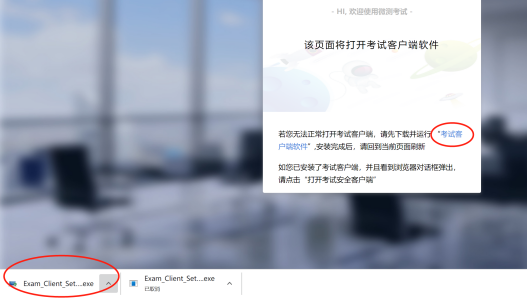 - HI, 欢迎使用微测考试 -
该页面将打开考试客户端软件
若您无法正常打开考试客户端，请先下载并运行 "考试客
户端软件" ,安装完成后，请回到当前页面刷新
如您已安装了考试客户端，并且看到浏览器对话框弹出，
请点击 "打开考试安全客户端"
Exam_Client_Set....exe
Exam_Client_Set....exe
已取消